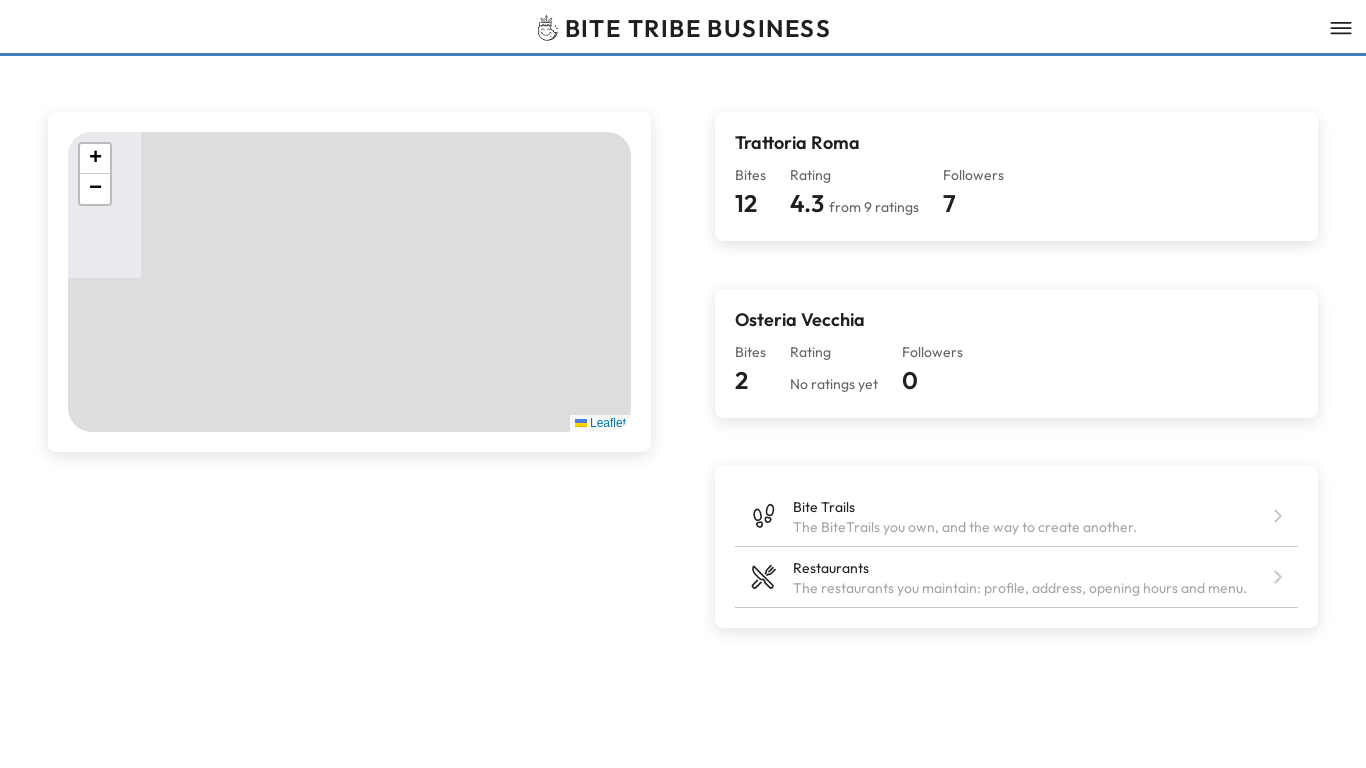 BITE TRIBE BUSINESS
+
−
Leaflet
Trattoria Roma
Bites Rating Followers
12 4.3 from 9 ratings 7
Osteria Vecchia
Bites Rating Followers
2 No ratings yet 0
Bite Trails
The BiteTrails you own, and the way to create another.
Restaurants
The restaurants you maintain: profile, address, opening hours and menu.